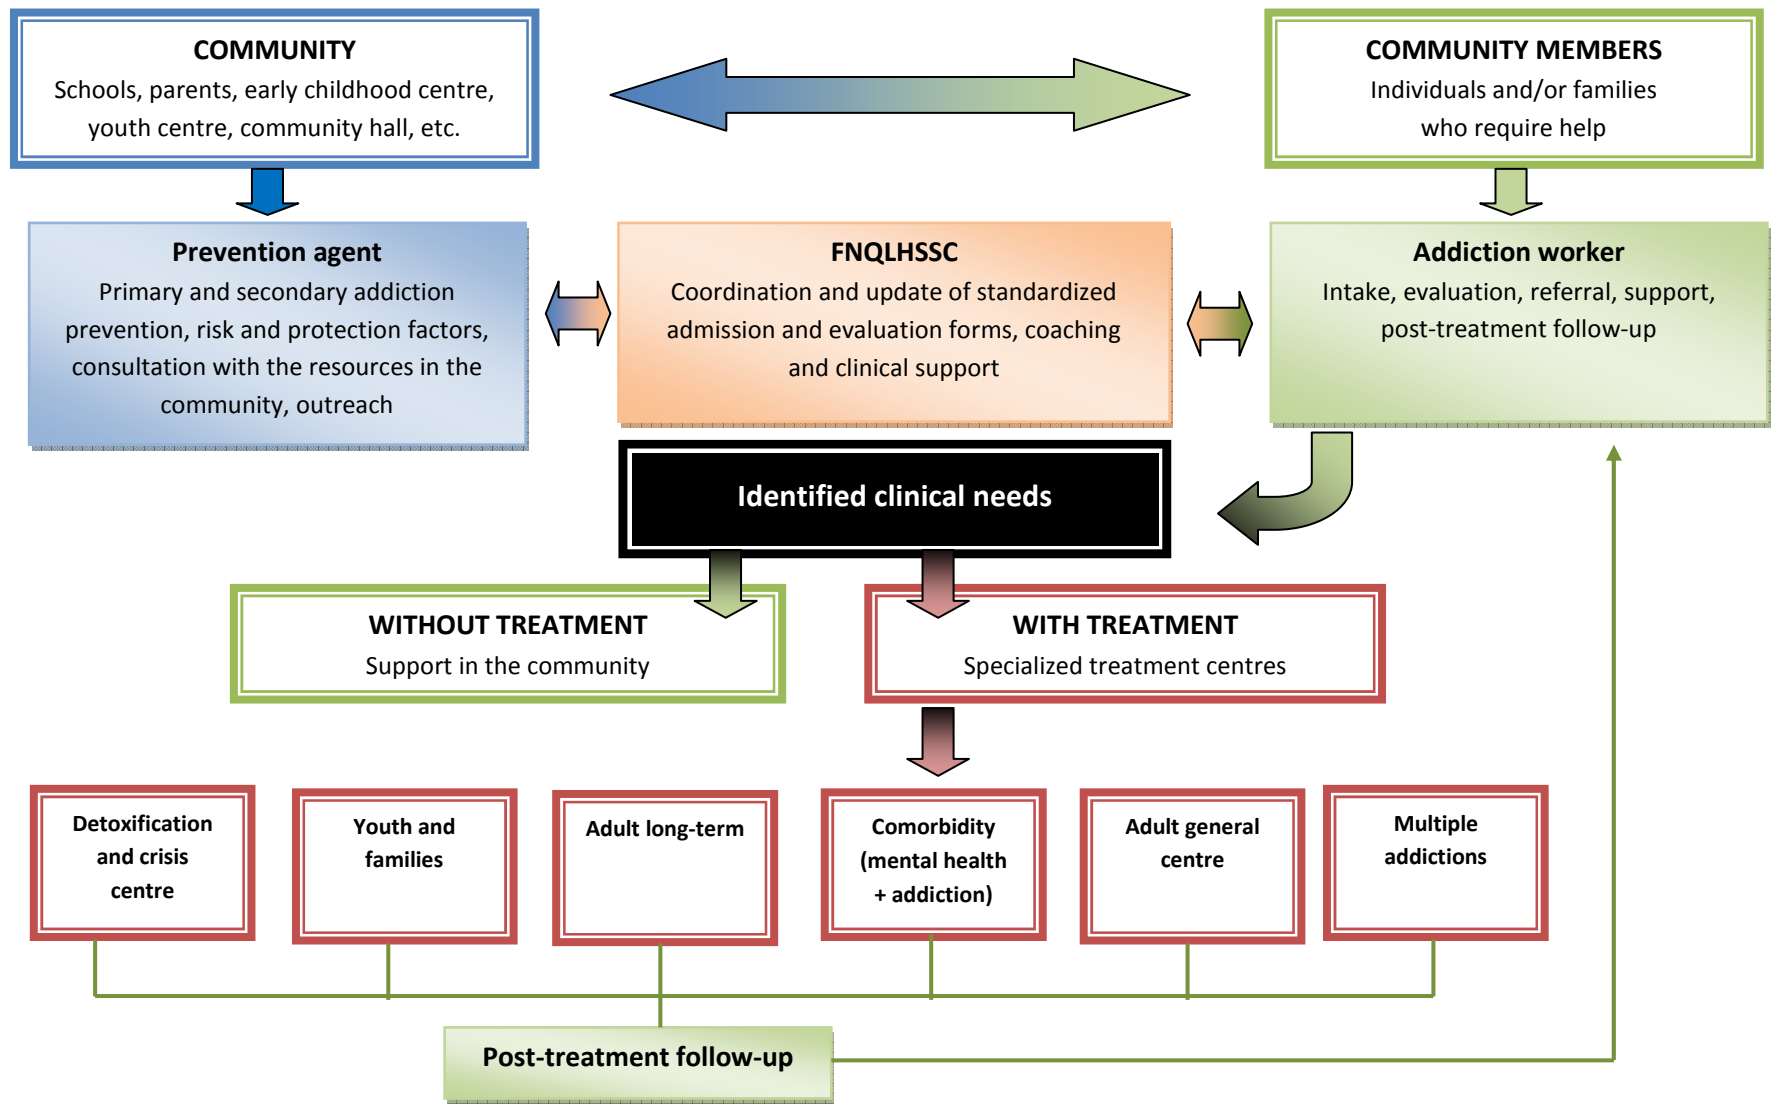 COMMUNITY
Schools, parents, early childhood centre,
youth centre, community hall, etc.
COMMUNITY MEMBERS
Individuals and/or families
who require help
Prevention agent
Primary and secondary addiction
prevention, risk and protection factors,
consultation with the resources in the
community, outreach
FNQLHSSC
Coordination and update of standardized
admission and evaluation forms, coaching
and clinical support
Addiction worker
Intake, evaluation, referral, support,
post-treatment follow-up
Identified clinical needs
WITHOUT TREATMENT
Support in the community
WITH TREATMENT
Specialized treatment centres
Detoxification
and crisis
centre
Youth and
families
Adult long-term
Comorbidity
(mental health
+ addiction)
Adult general
centre
Multiple
addictions
Post-treatment follow-up